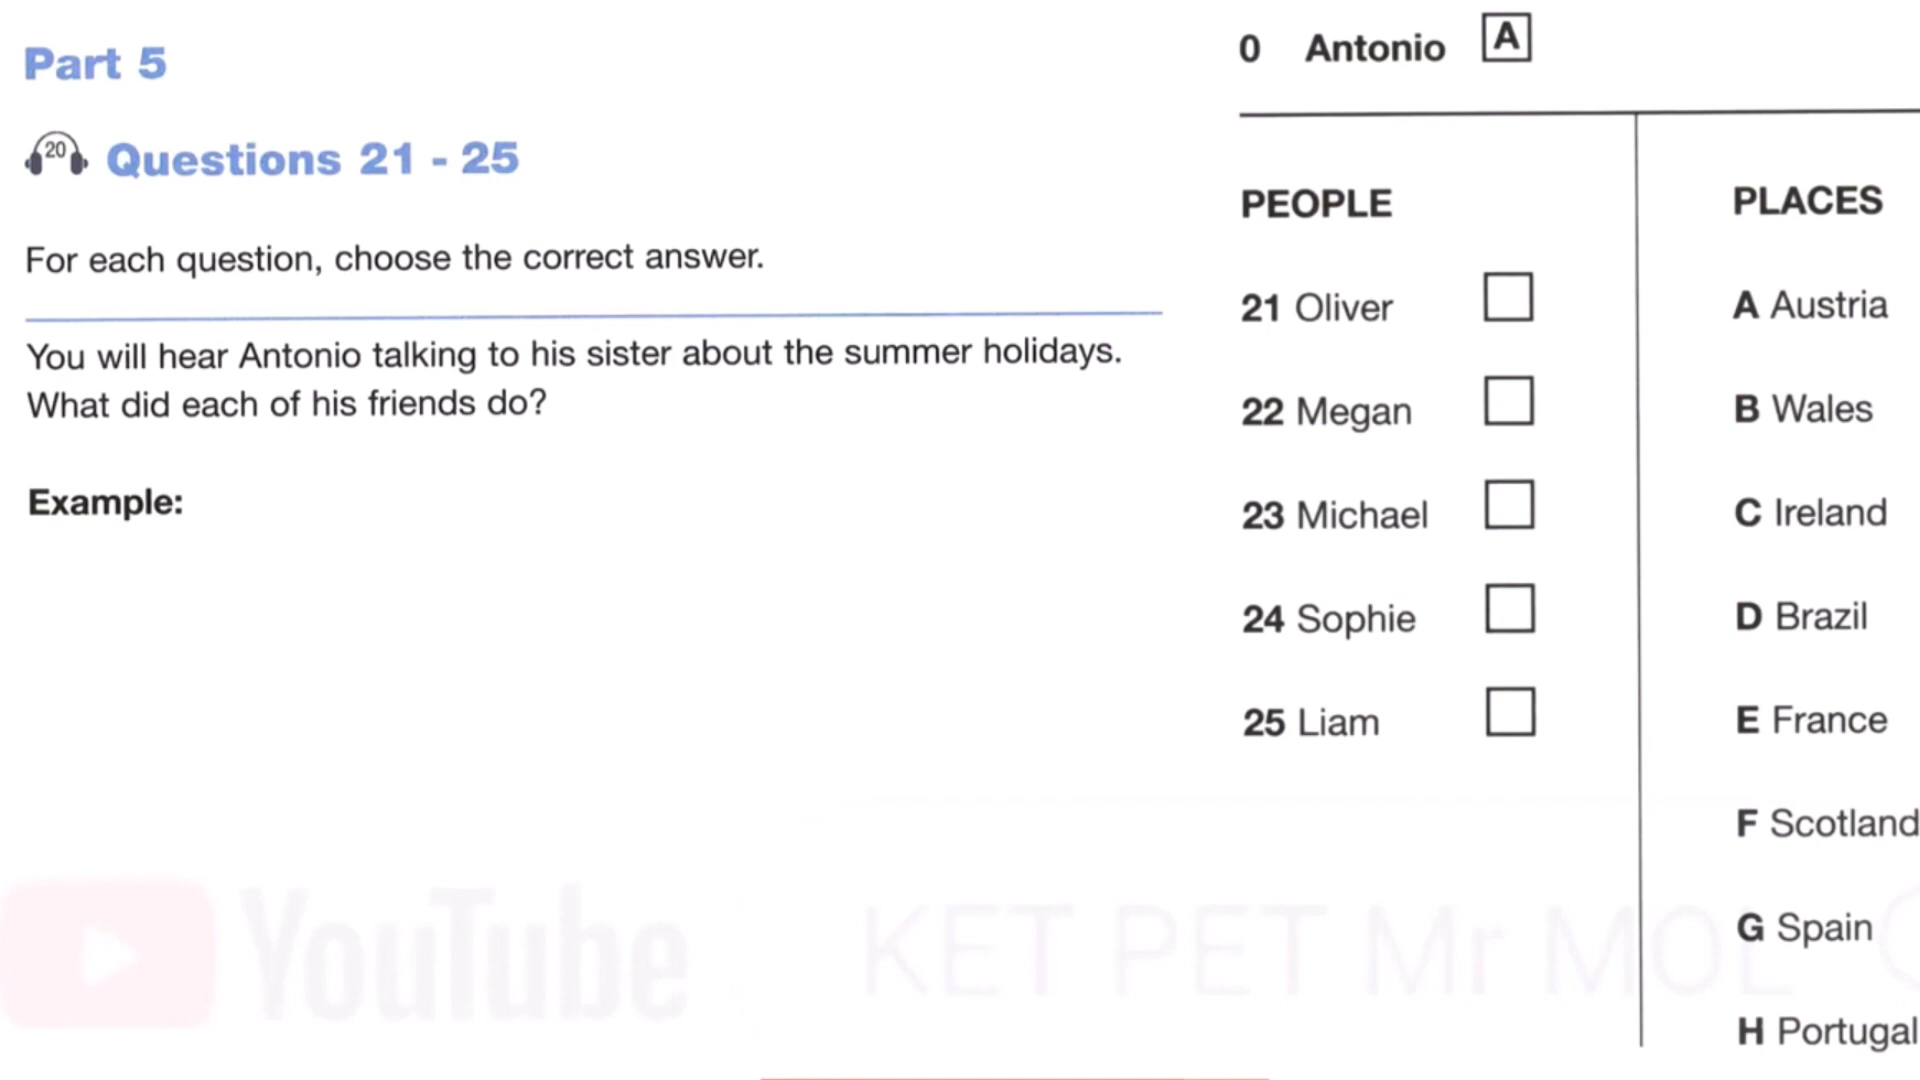 Part 5
20
Questions 21 - 25
For each question, choose the correct answer.
You will hear Antonio talking to his sister about the summer holidays.
What did each of his friends do?
Example:
0 Antonio A
PEOPLE
21 Oliver
22 Megan
23 Michael
24 Sophie
25 Liam
PLACES
A Austria
B Wales
C Ireland
D Brazil
E France
F Scotland
G Spain
H Portugal
YouTube
KET PET Mr MOL